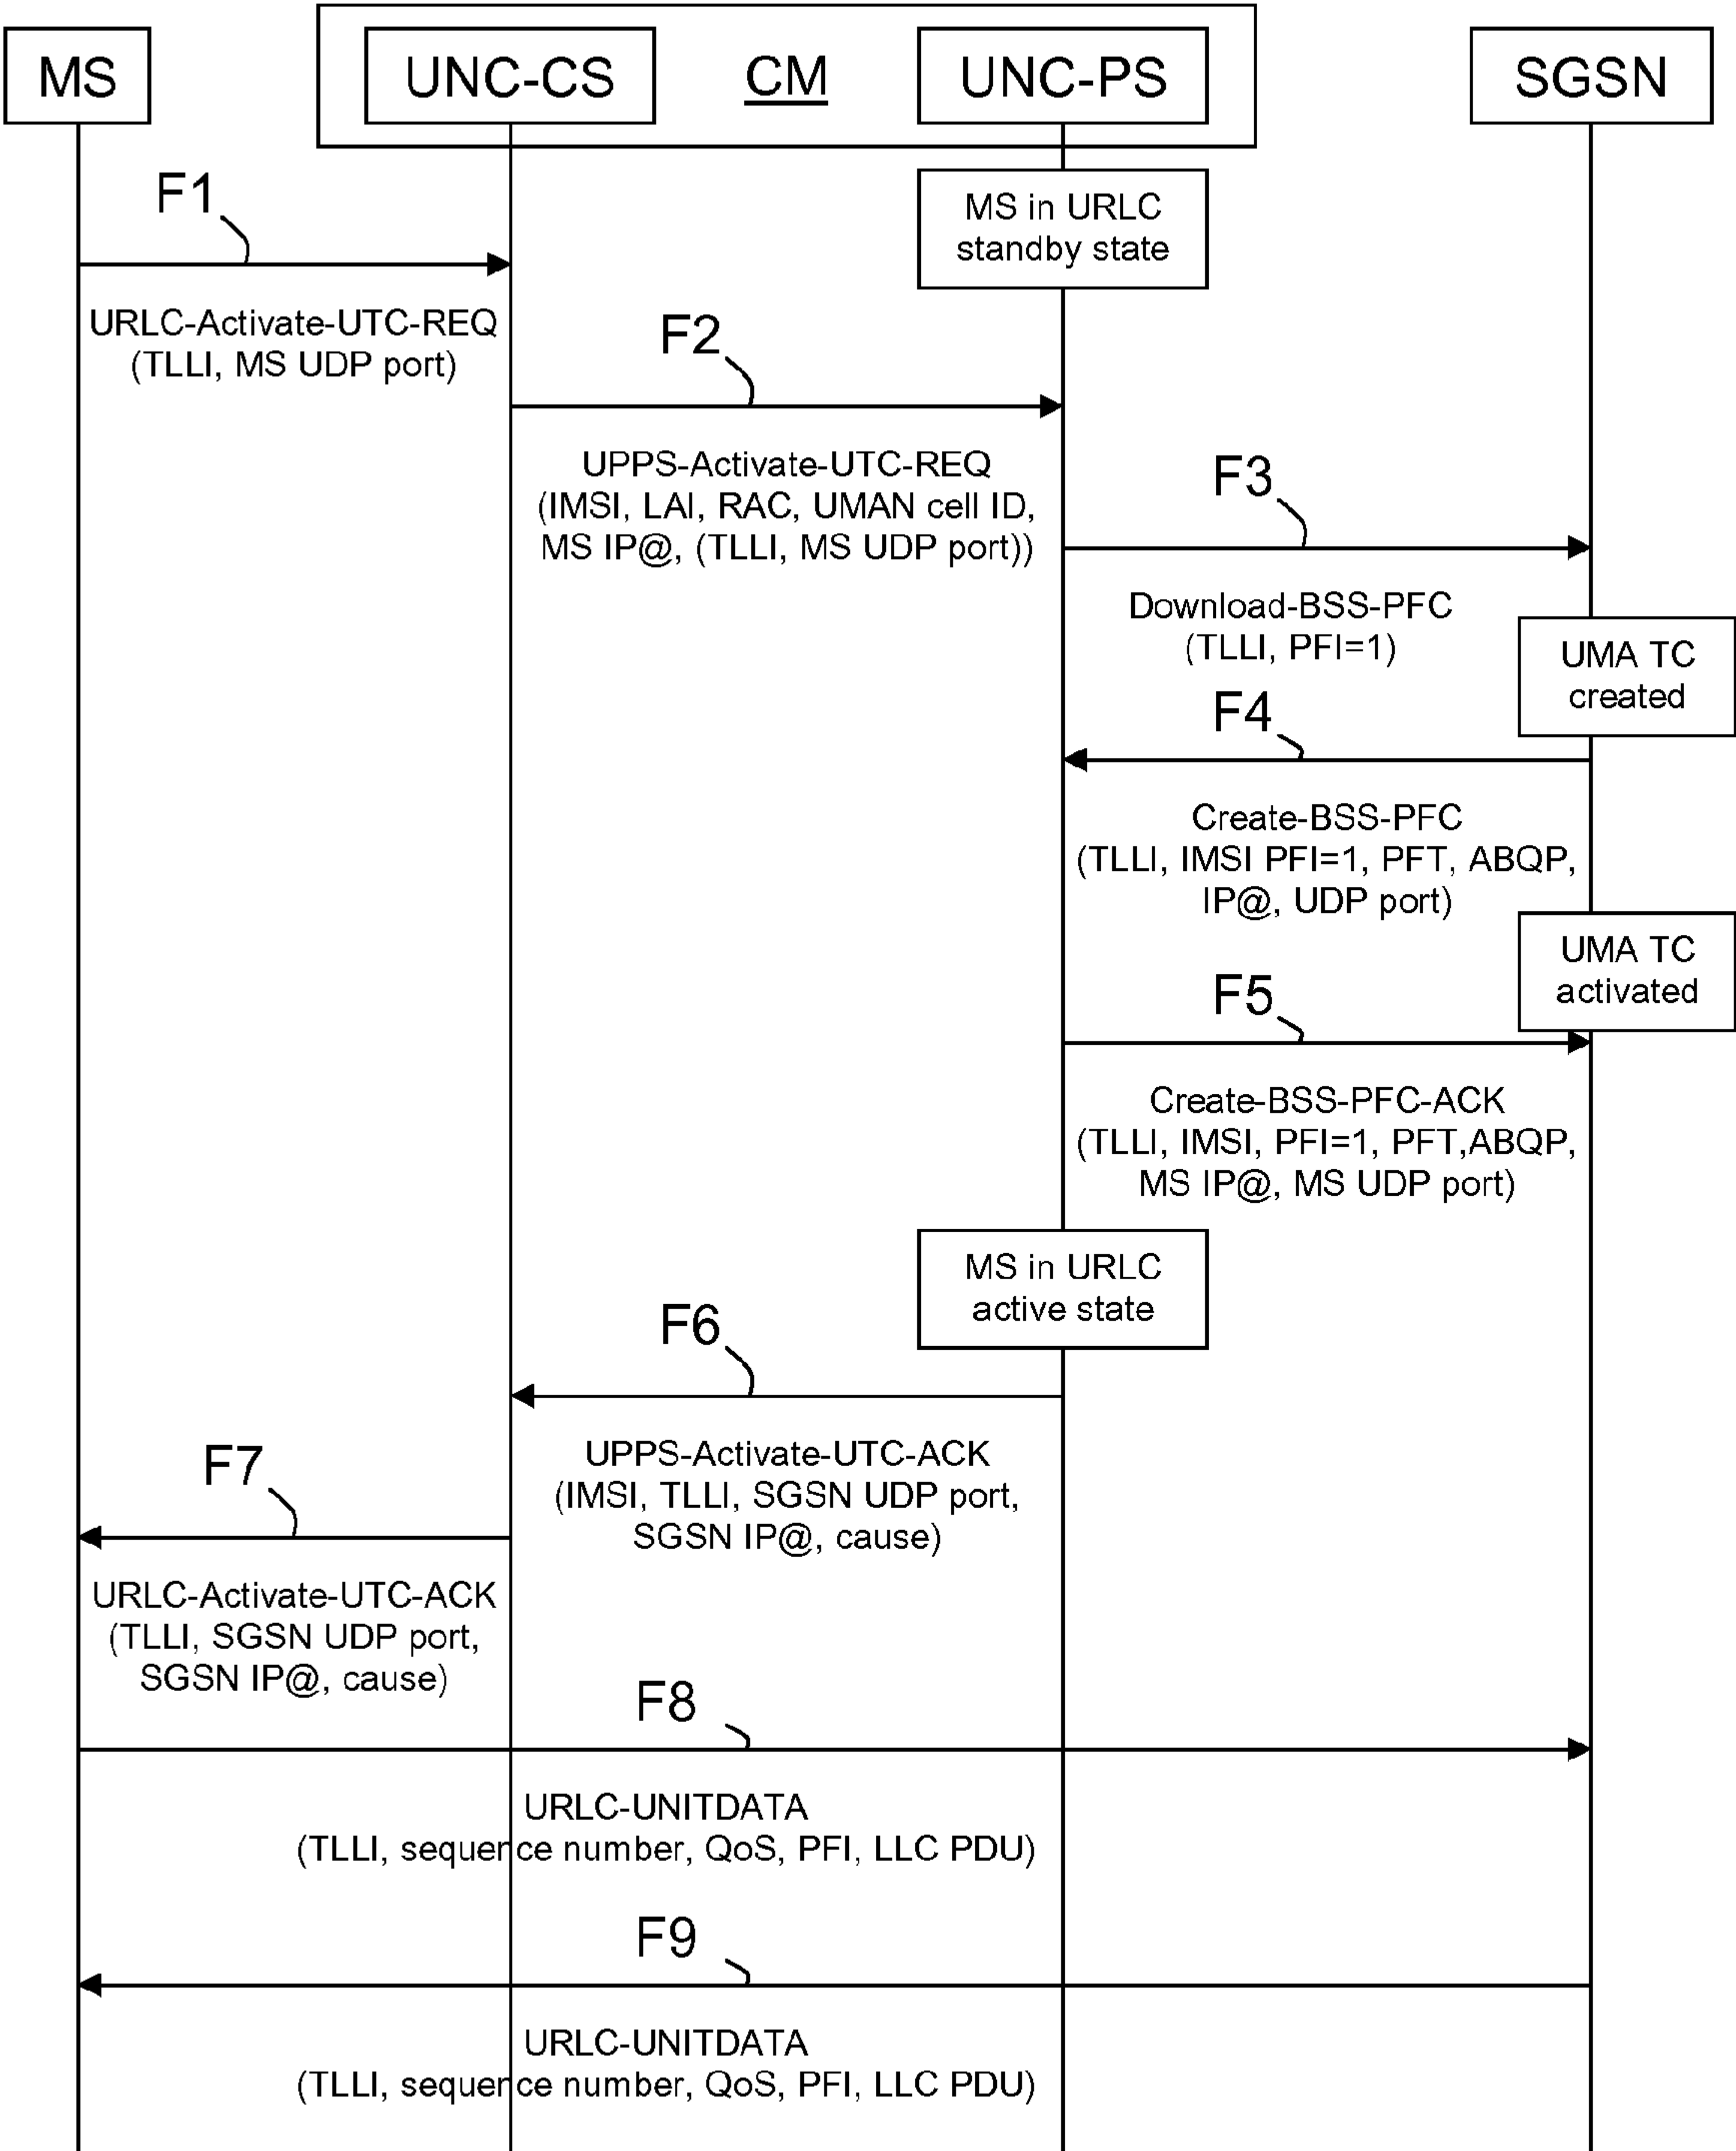 MS
UNC-CS
CM
UNC-PS
SGSN
MS in URLC
standby state
F1
URLC-Activate-UTC-REQ
(TLLI, MS UDP port)
F2
UPPS-Activate-UTC-REQ
(IMSI, LAI, RAC, UMAN cell ID,
MS IP@, (TLLI, MS UDP port))
F3
Download-BSS-PFC
(TLLI, PFI=1)
UMA TC
created
F4
Create-BSS-PFC
(TLLI, IMSI PFI=1, PFT, ABQP,
IP@, UDP port)
UMA TC
activated
F5
Create-BSS-PFC-ACK
(TLLI, IMSI, PFI=1, PFT,ABQP,
MS IP@, MS UDP port)
MS in URLC
active state
F6
UPPS-Activate-UTC-ACK
(IMSI, TLLI, SGSN UDP port,
SGSN IP@, cause)
F7
URLC-Activate-UTC-ACK
(TLLI, SGSN UDP port,
SGSN IP@, cause)
F8
URLC-UNITDATA
(TLLI, sequence number, QoS, PFI, LLC PDU)
F9
URLC-UNITDATA
(TLLI, sequence number, QoS, PFI, LLC PDU)